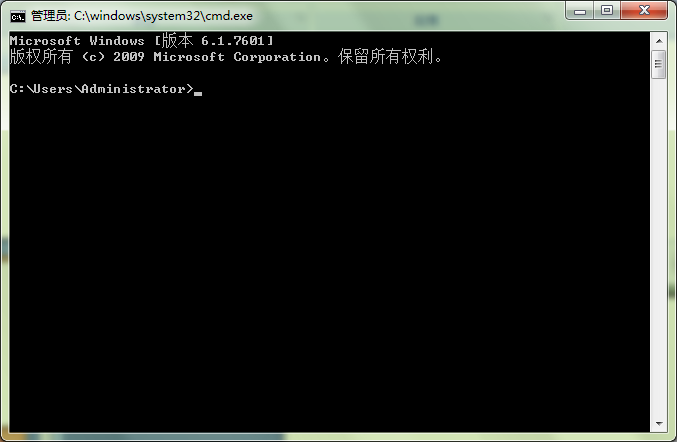 管理员: C:\windows\system32\cmd.exe
Microsoft Windows [版本 6.1.7601]
版权所有 (c) 2009 Microsoft Corporation。保留所有权利。
C:\Users\Administrator>_